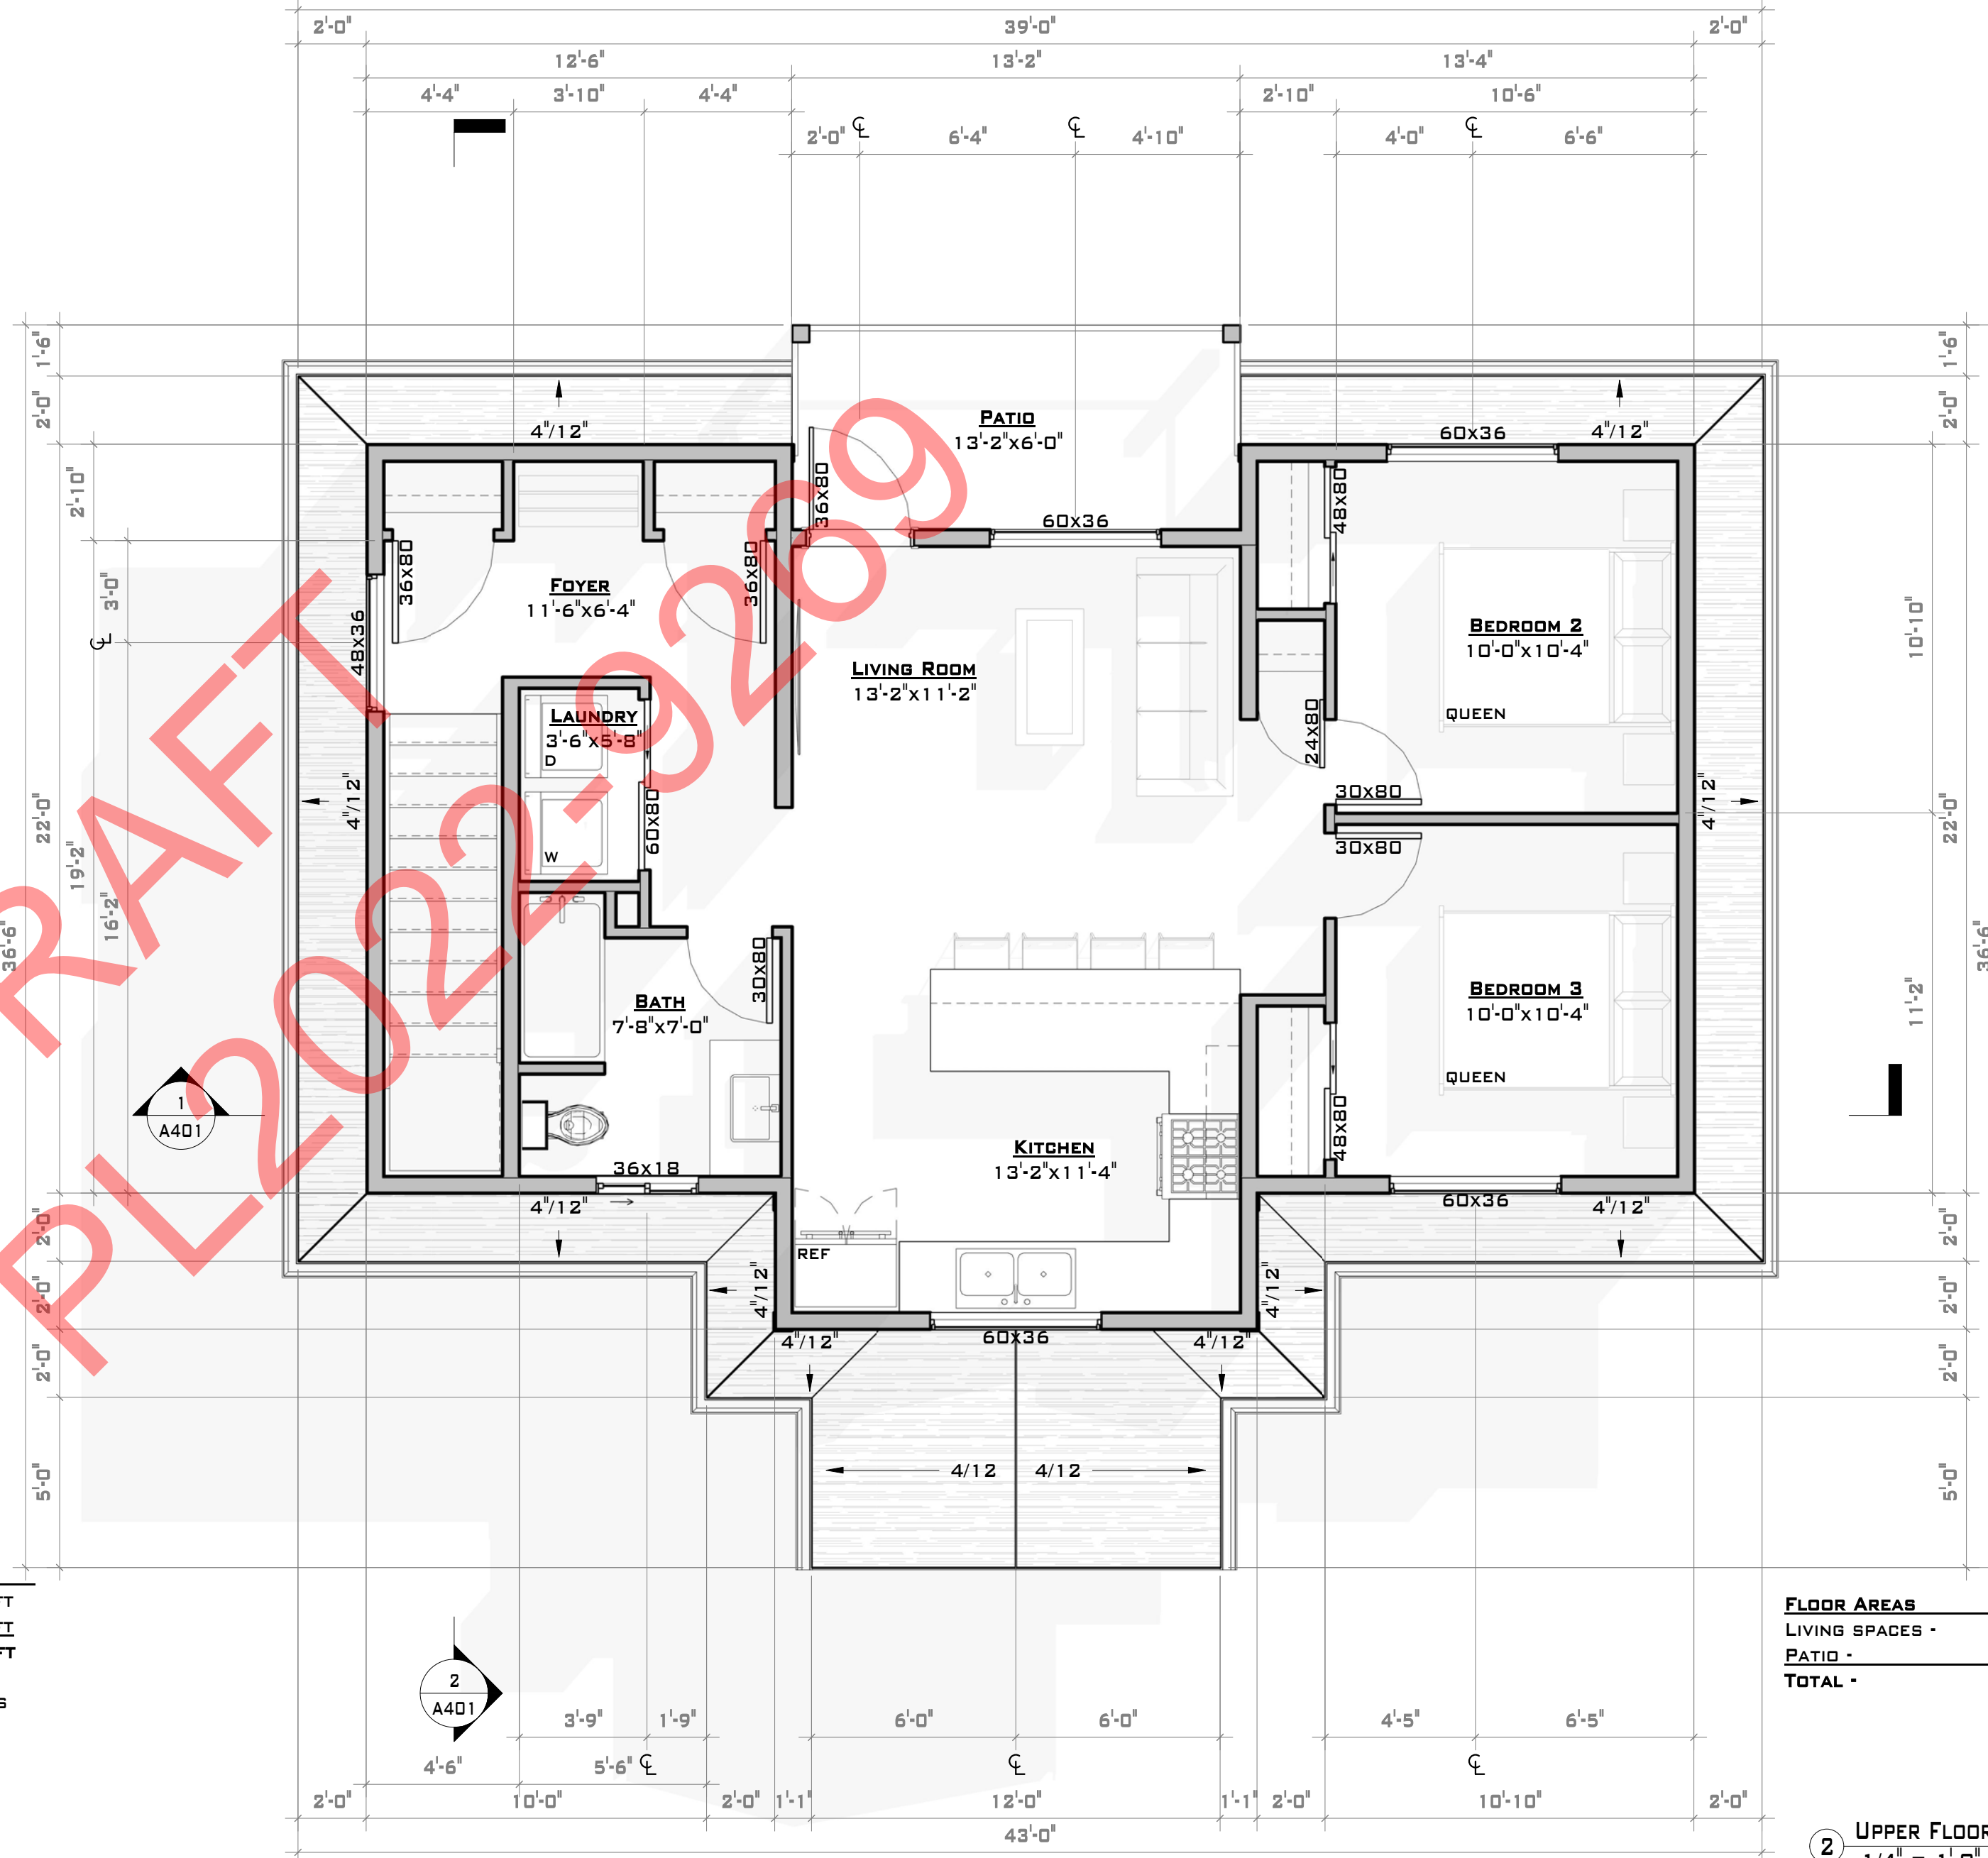 2'-0" 39'-0" 2'-0"
12'-6" 13'-2" 13'-4"
4'-4" 3'-10" 4'-4" 2'-10" 10'-6"
2'-0" ℄ 6'-4" ℄ 4'-10" 4'-0" ℄ 6'-6"
1'-6" 1'-6"
2'-0" 2'-0"
PATIO
13'-2"x6'-0"
4"/12" 60x36 4"/12"
2'-10"
36x80 48x80
60x36
36x80 36x80
FOYER
11'-6"x6'-4"
3'-0"
℄ 48x36
10'-10"
BEDROOM 2
10'-0"x10'-4"
LIVING ROOM
13'-2"x11'-2"
QUEEN
LAUNDRY
3'-6"x5'-8"
D
24x80
30x80
4"/12" 4"/12"
22'-0" 22'-0"
60x80
30x80
W
19'-2"
16'-2"
36'-6" 36'-6"
30x80
BATH
7'-8"x7'-0"
BEDROOM 3
10'-0"x10'-4"
11'-2"
QUEEN
1
A401
48x80
KITCHEN
13'-2"x11'-4"
36x18
4"/12" 60x36 4"/12"
2'-0" 2'-0"
REF
4"/12" 4"/12"
2'-0" 2'-0"
4"/12" 60x36 4"/12"
2'-0" 2'-0"
4/12 4/12
5'-0" 5'-0"
RAFT
PL2022-9269
FT
FLOOR AREAS
LIVING SPACES -
PATIO -
TOTAL -
2
A401
3'-9" 1'-9" 6'-0" 6'-0" 4'-5" 6'-5"
4'-6" 5'-6" ℄ ℄ ℄
2'-0" 10'-0" 2'-0" 1'-1" 12'-0" 1'-1" 2'-0" 10'-10" 2'-0"
43'-0"
2 UPPER FLOOR